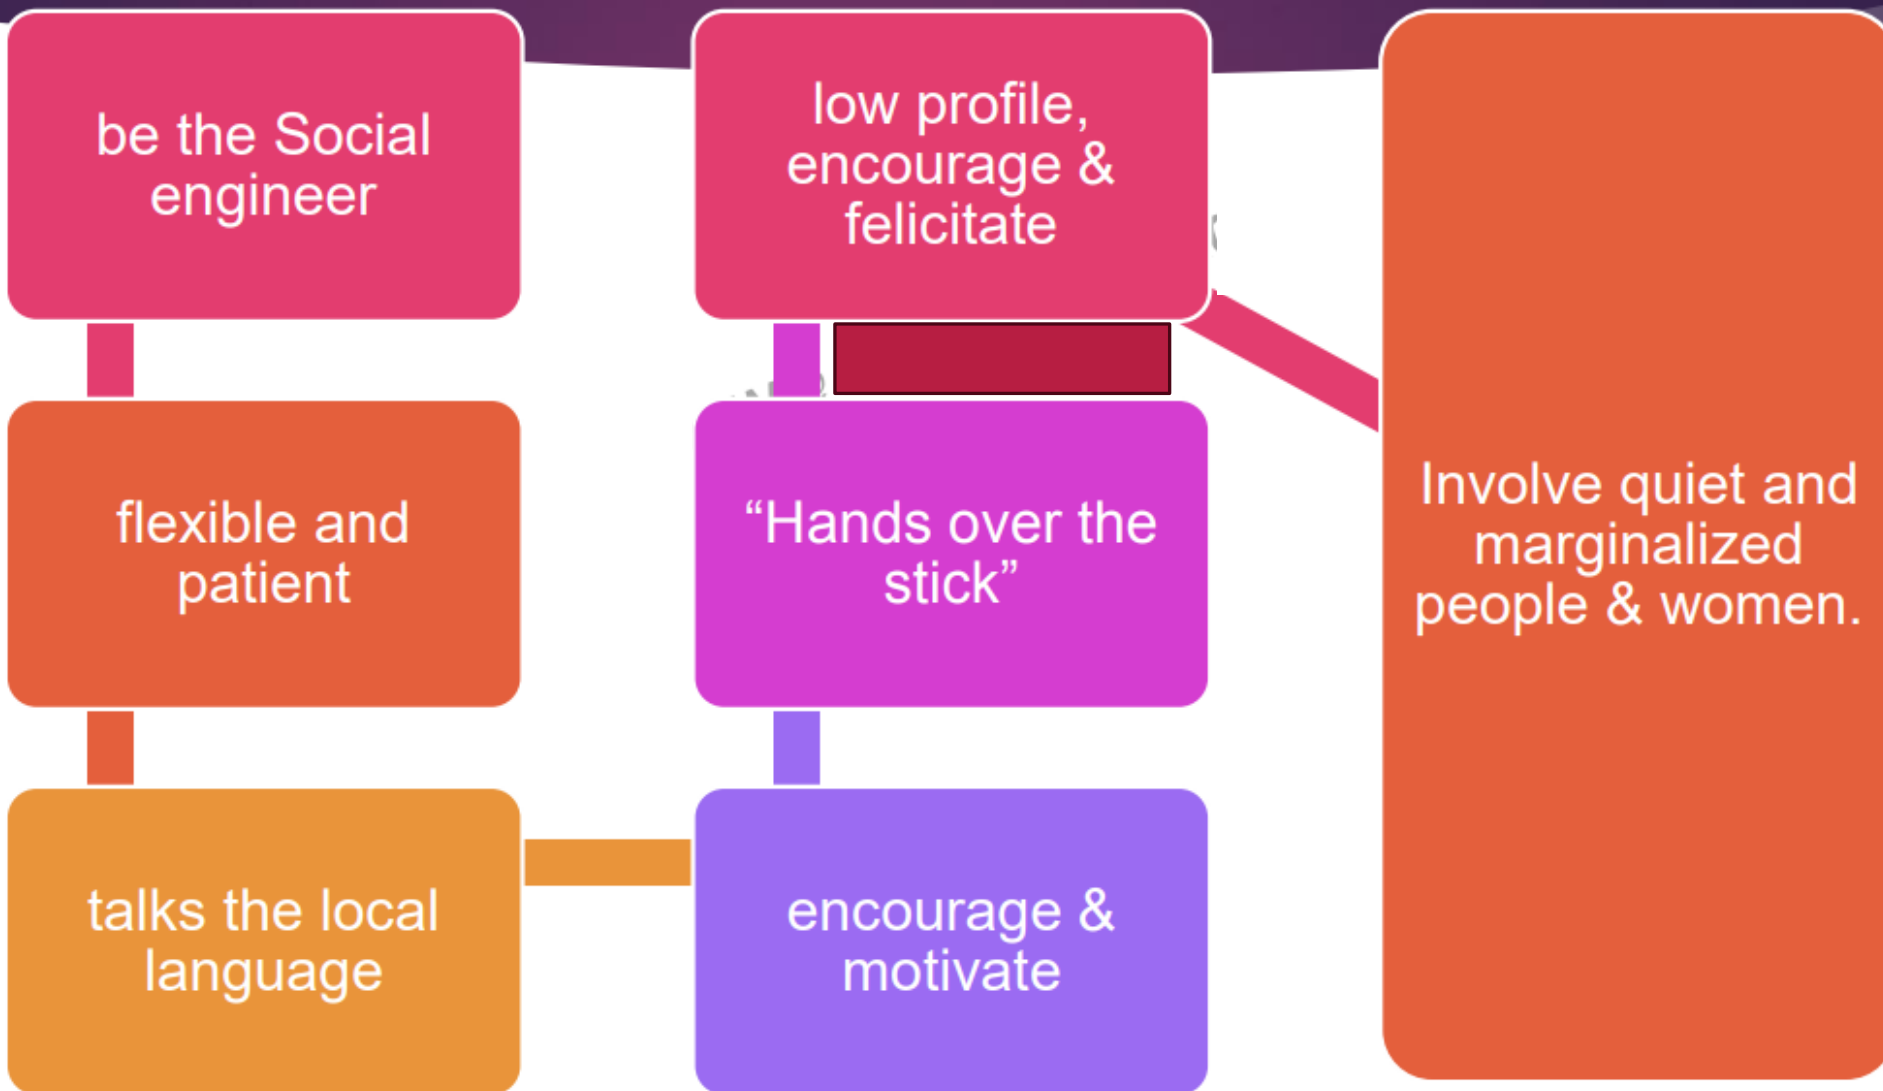 be the Social
engineer
flexible and
patient
talks the local
language
encourage &
motivate
“Hands over the
stick”
low profile,
encourage &
felicitate
Involve quiet and
marginalized
people & women.